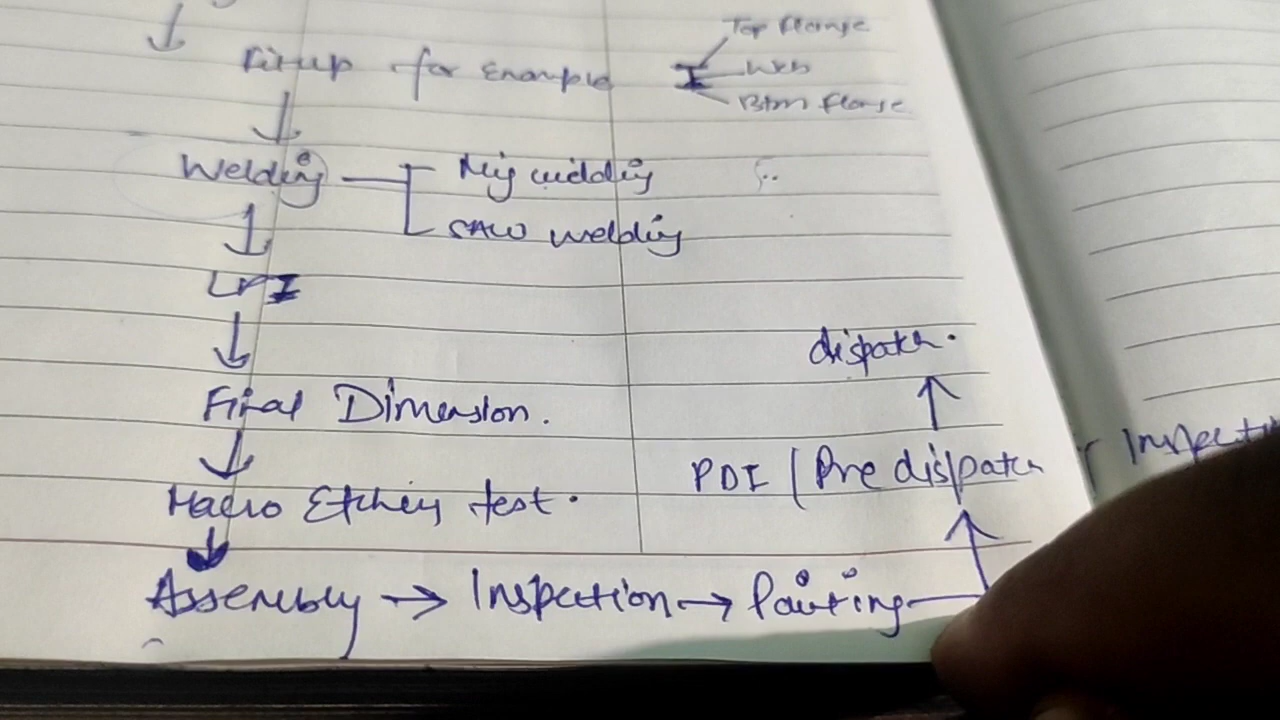 Top flange
Fitup for Example
Web
Btm flange
Welding
Mig welding
SAW welding
LPI
dispatch.
Final Dimension.
PDI (Pre dispatch Inspecti
Macro Etching test.
Assembly → Inspection → Painting